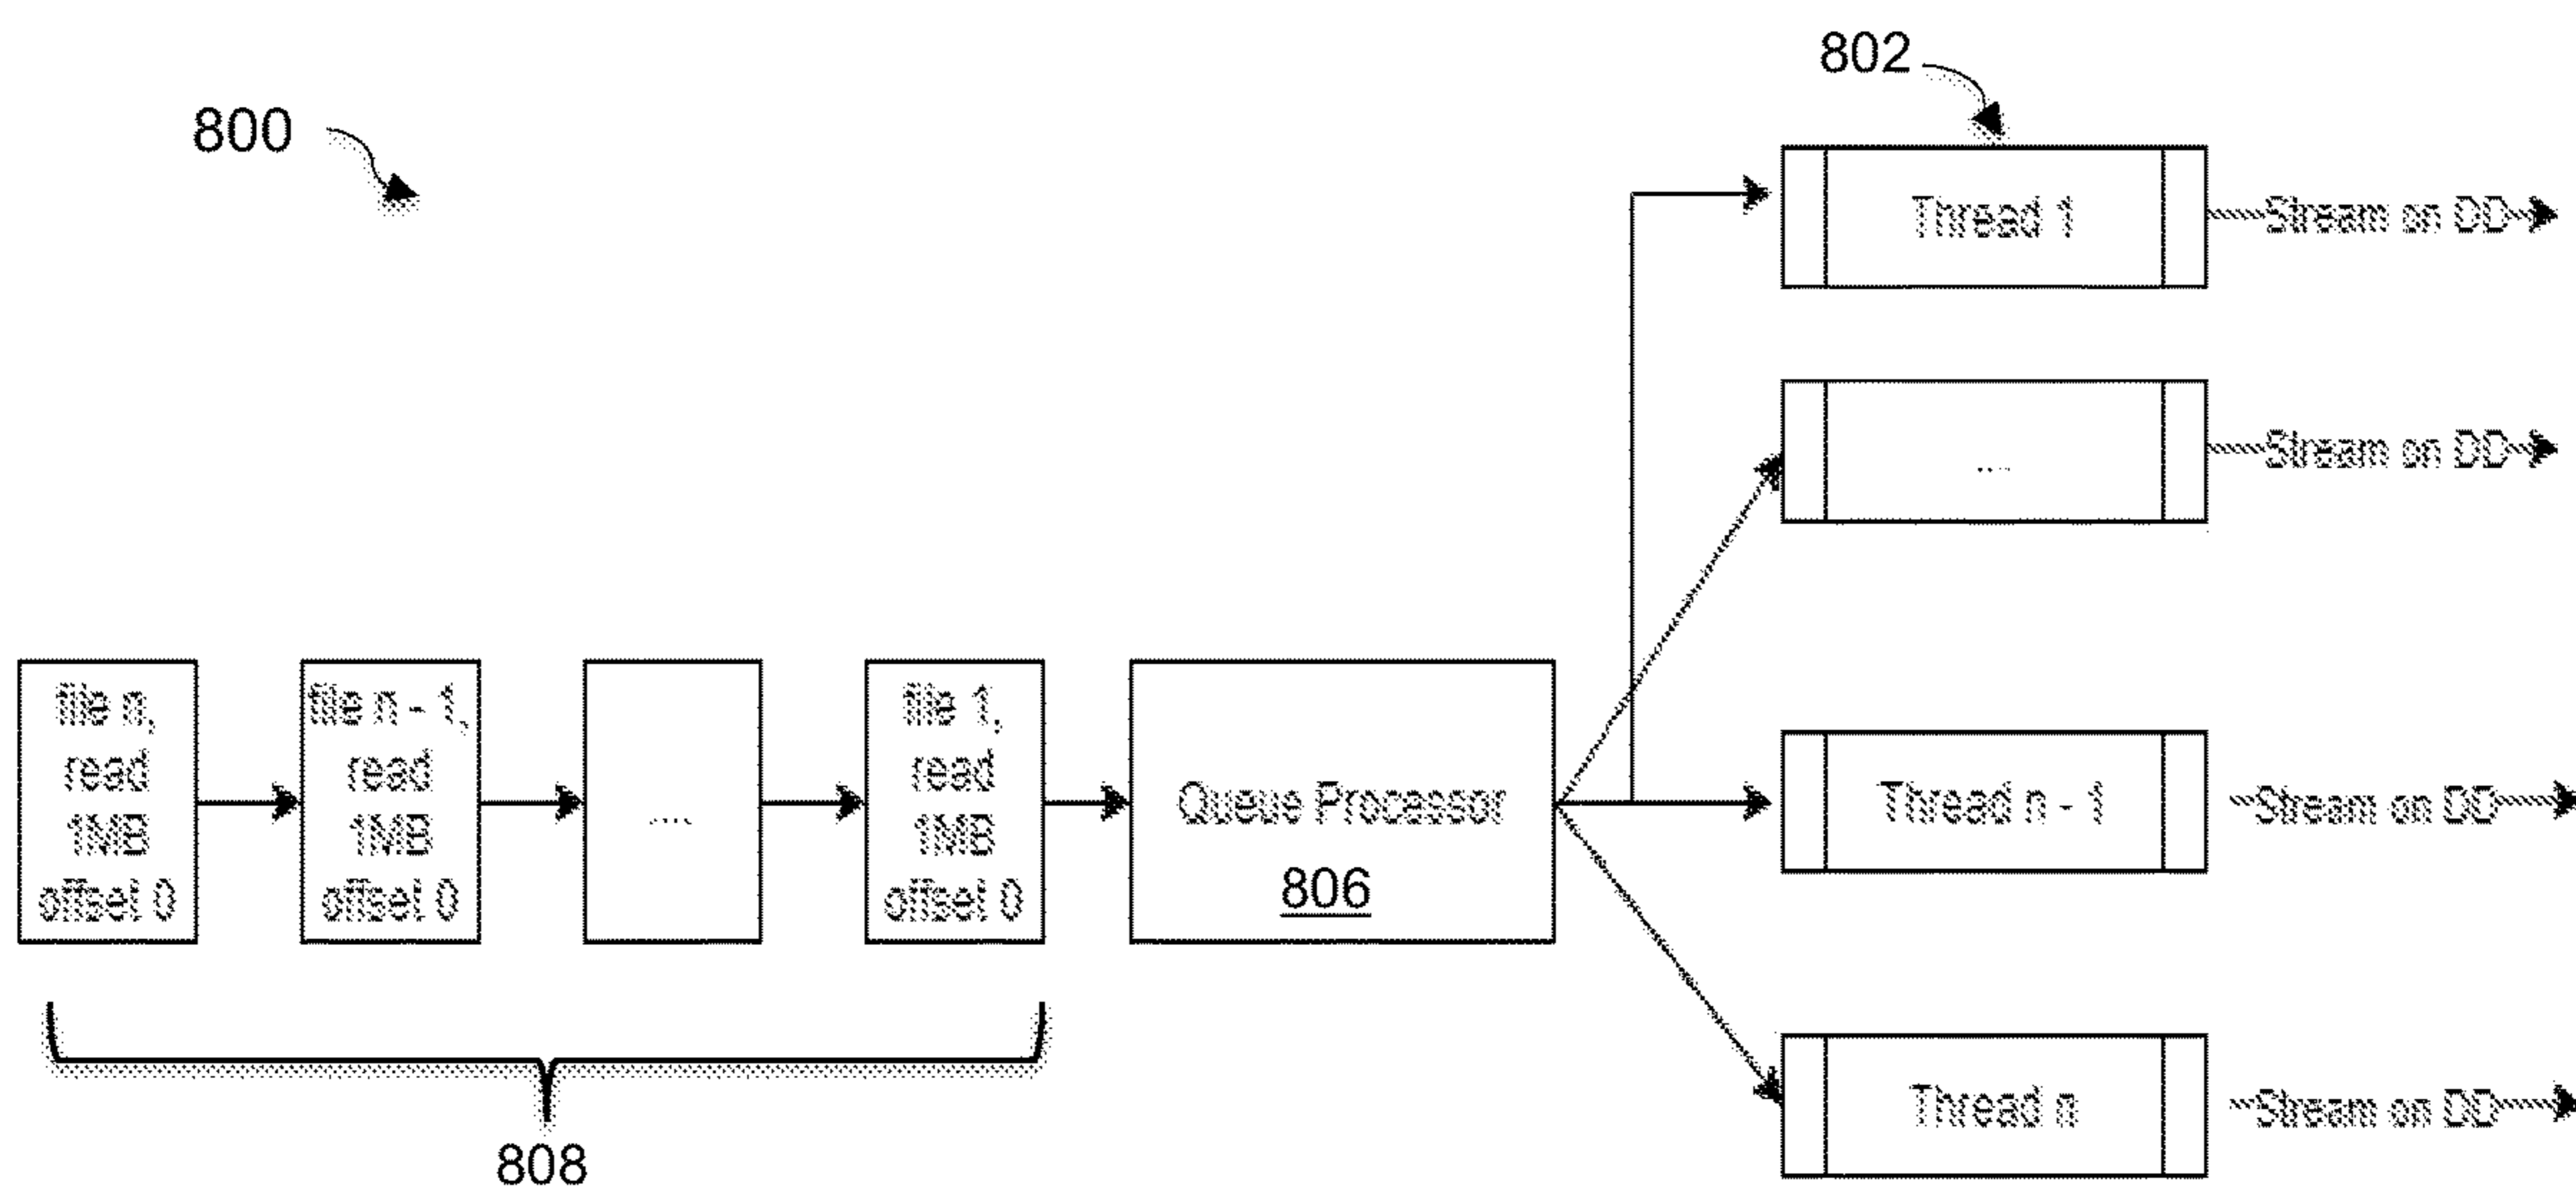 802
800
Thread 1
Stream on DD
...
Stream on DD
file n,
read
1MB
offset 0
file n - 1,
read
1MB
offset 0
...
file 1,
read
1MB
offset 0
Queue Processor
806
Thread n - 1
Stream on DD
Thread n
Stream on DD
808